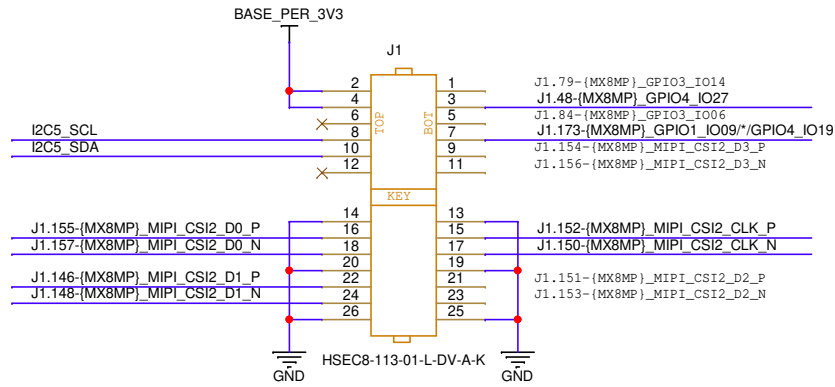 BASE_PER_3V3
J1
2 1 J1.79-{MX8MP}_GPIO3_IO14
4 3 J1.48-{MX8MP}_GPIO4_IO27
6 5 J1.84-{MX8MP}_GPIO3_IO06
I2C5_SCL 8 7 J1.173-{MX8MP}_GPIO1_IO09/*/GPIO4_IO19
I2C5_SDA 10 9 J1.154-{MX8MP}_MIPI_CSI2_D3_P
12 11 J1.156-{MX8MP}_MIPI_CSI2_D3_N
TOP BOT
KEY
14 13
J1.155-{MX8MP}_MIPI_CSI2_D0_P 16 15 J1.152-{MX8MP}_MIPI_CSI2_CLK_P
J1.157-{MX8MP}_MIPI_CSI2_D0_N 18 17 J1.150-{MX8MP}_MIPI_CSI2_CLK_N
20 19
J1.146-{MX8MP}_MIPI_CSI2_D1_P 22 21 J1.151-{MX8MP}_MIPI_CSI2_D2_P
J1.148-{MX8MP}_MIPI_CSI2_D1_N 24 23 J1.153-{MX8MP}_MIPI_CSI2_D2_N
26 25
HSEC8-113-01-L-DV-A-K
GND GND